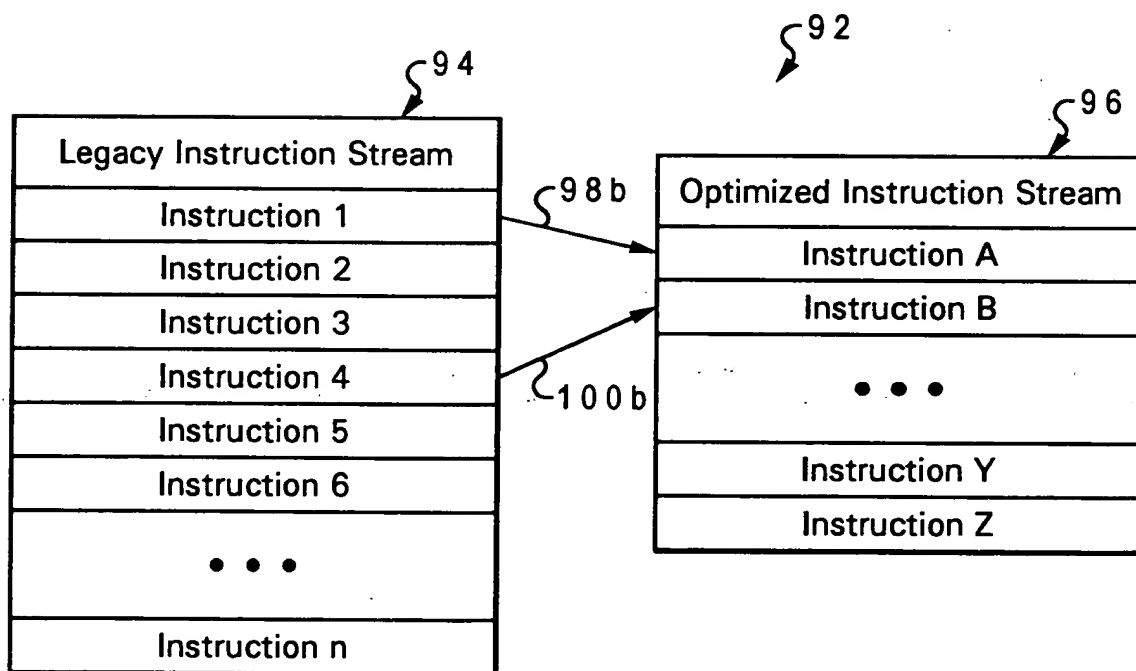 92
94
Legacy Instruction Stream
Instruction 1
Instruction 2
Instruction 3
Instruction 4
Instruction 5
Instruction 6
• • •
Instruction n
98b
100b
96
Optimized Instruction Stream
Instruction A
Instruction B
• • •
Instruction Y
Instruction Z